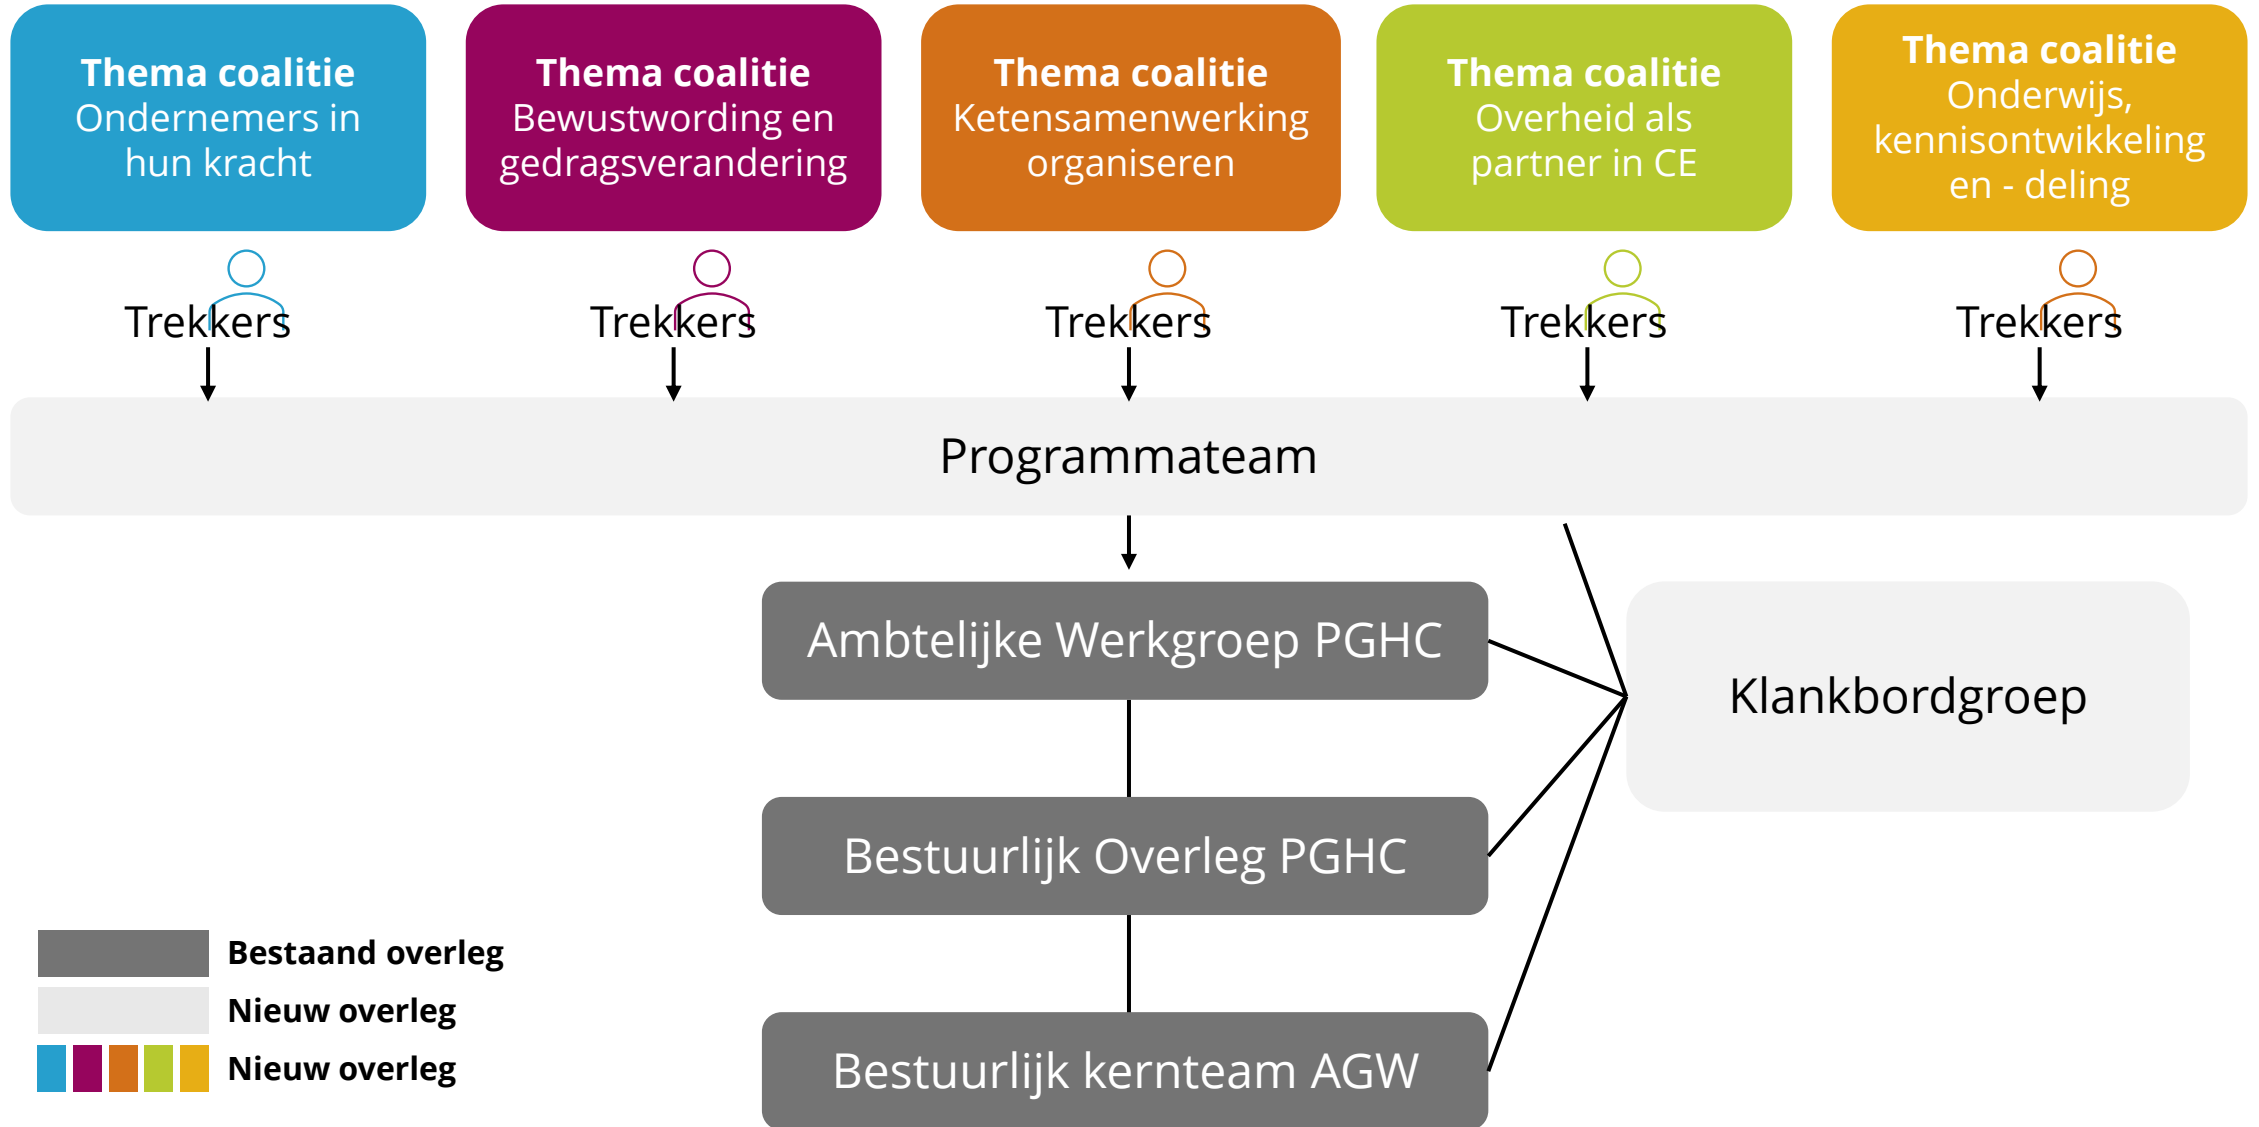 Thema coalitie
Ondernemers in
hun kracht
Thema coalitie
Bewustwording en
gedragsverandering
Thema coalitie
Ketensamenwerking
organiseren
Thema coalitie
Overheid als
partner in CE
Thema coalitie
Onderwijs,
kennisontwikkeling
en - deling
Trekkers
Trekkers
Trekkers
Trekkers
Trekkers
Programmateam
Ambtelijke Werkgroep PGHC
Klankbordgroep
Bestuurlijk Overleg PGHC
Bestuurlijk kernteam AGW
Bestaand overleg
Nieuw overleg
Nieuw overleg